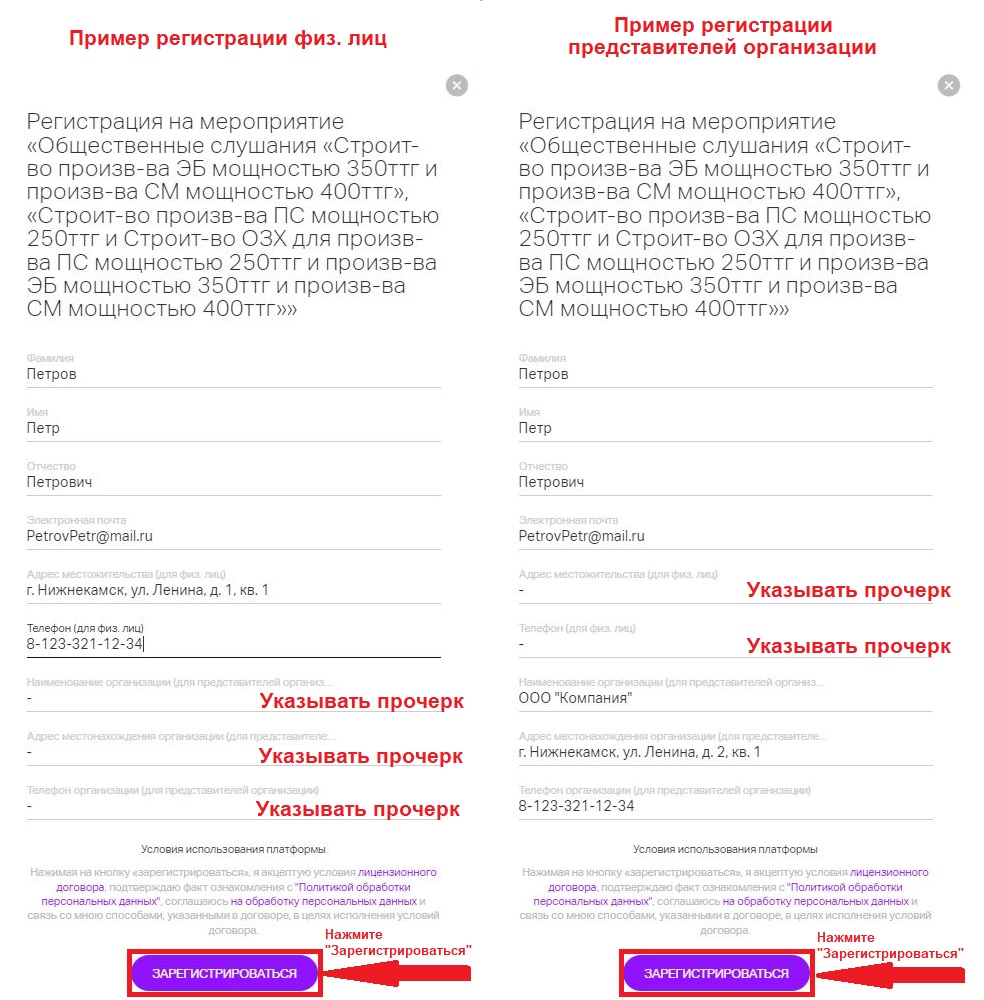 Пример регистрации физ. лиц
Регистрация на мероприятие
«Общественные слушания «Строит-
во произв-ва ЭБ мощностью 350ттг и
произв-ва СМ мощностью 400ттг»,
«Строит-во произв-ва ПС мощностью
250ттг и Строит-во ОЗХ для произв-
ва ПС мощностью 250ттг и произв-ва
ЭБ мощностью 350ттг и произв-ва
СМ мощностью 400ттг»»
Фамилия
Петров
Имя
Петр
Отчество
Петрович
Электронная почта
PetrovPetr@mail.ru
Адрес местожительства (для физ. лиц)
г. Нижнекамск, ул. Ленина, д. 1, кв. 1
Телефон (для физ. лиц)
8-123-321-12-34
Наименование организации (для представителей организ...
- Указывать прочерк
Адрес местонахождения организации (для представителе...
- Указывать прочерк
Телефон организации (для представителей организации)
- Указывать прочерк
Условия использования платформы
Нажимая на кнопку «зарегистрироваться», я акцептую условия лицензионного
договора, подтверждаю факт ознакомления с "Политикой обработки
персональных данных", соглашаюсь на обработку персональных данных и
связь со мною способами, указанными в договоре, в целях исполнения условий
договора.
Нажмите
"Зарегистрироваться"
ЗАРЕГИСТРИРОВАТЬСЯ
Пример регистрации
представителей организации
Регистрация на мероприятие
«Общественные слушания «Строит-
во произв-ва ЭБ мощностью 350ттг и
произв-ва СМ мощностью 400ттг»,
«Строит-во произв-ва ПС мощностью
250ттг и Строит-во ОЗХ для произв-
ва ПС мощностью 250ттг и произв-ва
ЭБ мощностью 350ттг и произв-ва
СМ мощностью 400ттг»»
Фамилия
Петров
Имя
Петр
Отчество
Петрович
Электронная почта
PetrovPetr@mail.ru
Адрес местожительства (для физ. лиц)
- Указывать прочерк
Телефон (для физ. лиц)
- Указывать прочерк
Наименование организации (для представителей организ...
ООО "Компания"
Адрес местонахождения организации (для представителе...
г. Нижнекамск, ул. Ленина, д. 2, кв. 1
Телефон организации (для представителей организации)
8-123-321-12-34
Условия использования платформы
Нажимая на кнопку «зарегистрироваться», я акцептую условия лицензионного
договора, подтверждаю факт ознакомления с "Политикой обработки
персональных данных", соглашаюсь на обработку персональных данных и
связь со мною способами, указанными в договоре, в целях исполнения условий
договора.
Нажмите
"Зарегистрироваться"
ЗАРЕГИСТРИРОВАТЬСЯ